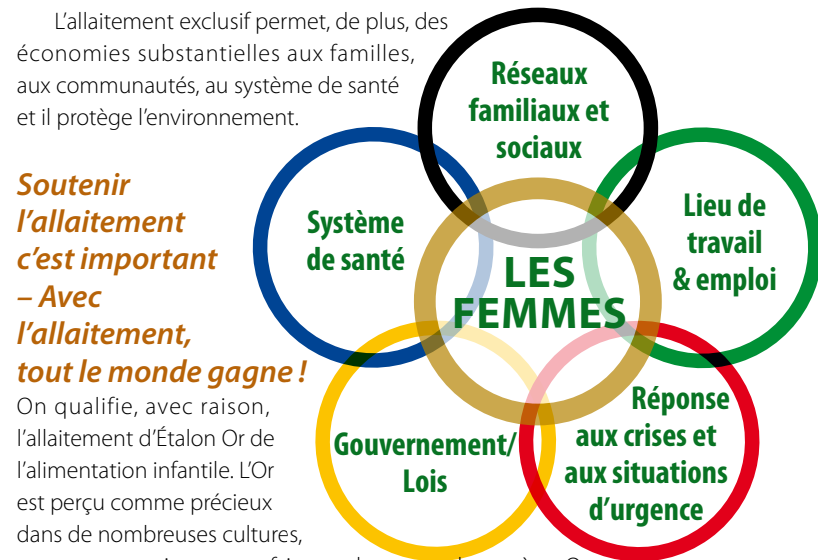 L’allaitement exclusif permet, de plus, des
économies substantielles aux familles,
aux communautés, au système de santé
et il protège l’environnement.
Soutenir
l’allaitement
c’est important
– Avec
l’allaitement,
tout le monde gagne !
On qualifie, avec raison,
l’allaitement d’Étalon Or de
l’alimentation infantile. L’Or
est perçu comme précieux
dans de nombreuses cultures,
Réseaux
familiaux et
sociaux
Système
de santé
Lieu de
travail
& emploi
LES
FEMMES
Gouvernement/
Lois
Réponse
aux crises et
aux situations
d’urgence